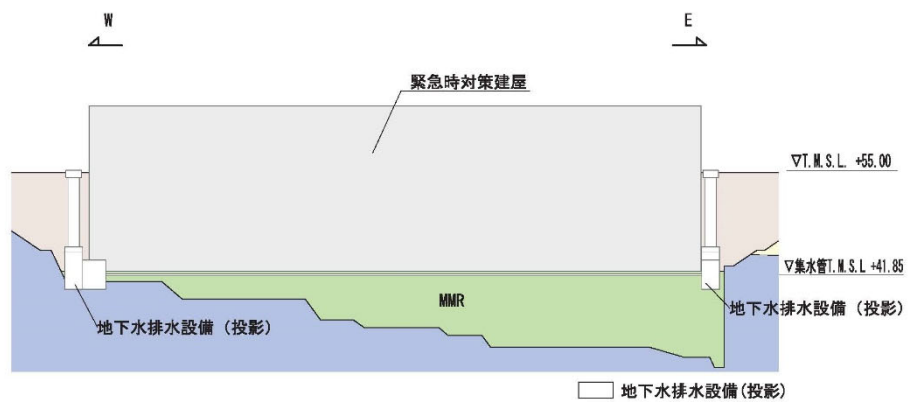 W
E
緊急時対策建屋
▽T.M.S.L. +55.00
▽集水管T.M.S.L +41.85
MMR
地下水排水設備（投影）
地下水排水設備（投影）
地下水排水設備(投影)